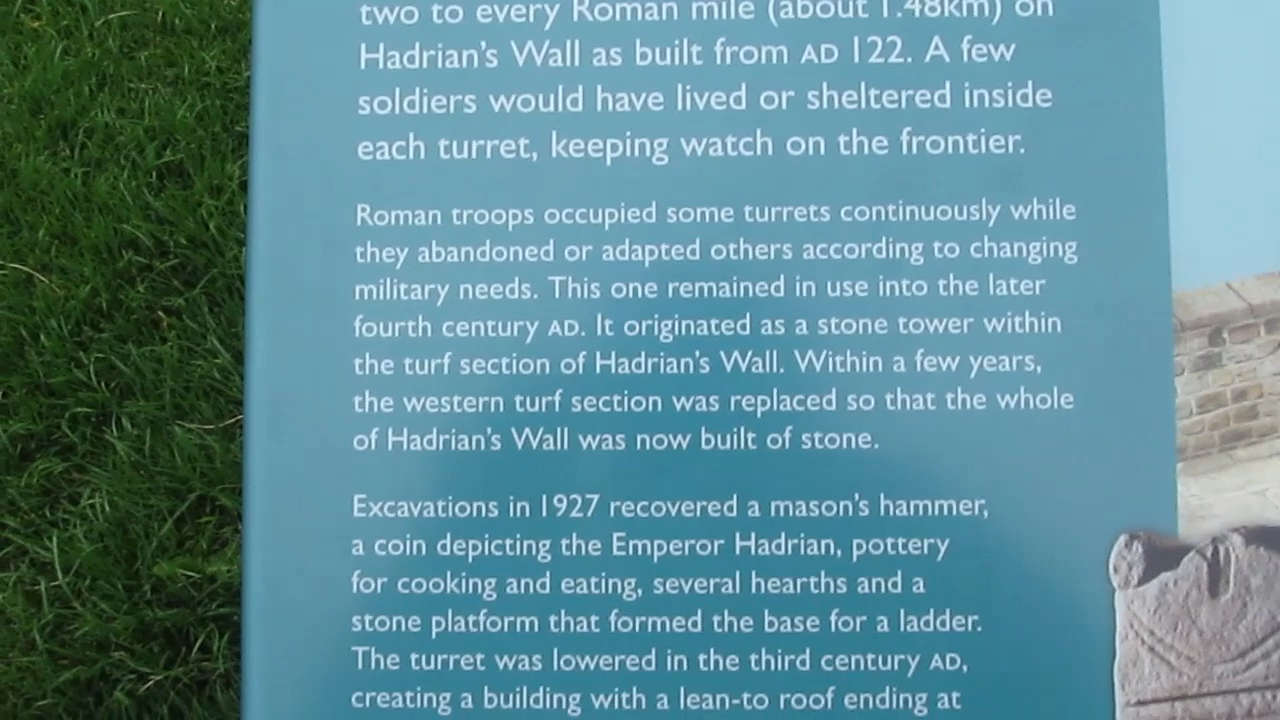 two to every Roman mile (about 1.48km) on
Hadrian's Wall as built from AD 122. A few
soldiers would have lived or sheltered inside
each turret, keeping watch on the frontier.
Roman troops occupied some turrets continuously while
they abandoned or adapted others according to changing
military needs. This one remained in use into the later
fourth century AD. It originated as a stone tower within
the turf section of Hadrian's Wall. Within a few years,
the western turf section was replaced so that the whole
of Hadrian's Wall was now built of stone.
Excavations in 1927 recovered a mason's hammer,
a coin depicting the Emperor Hadrian, pottery
for cooking and eating, several hearths and a
stone platform that formed the base for a ladder.
The turret was lowered in the third century AD,
creating a building with a lean-to roof ending at